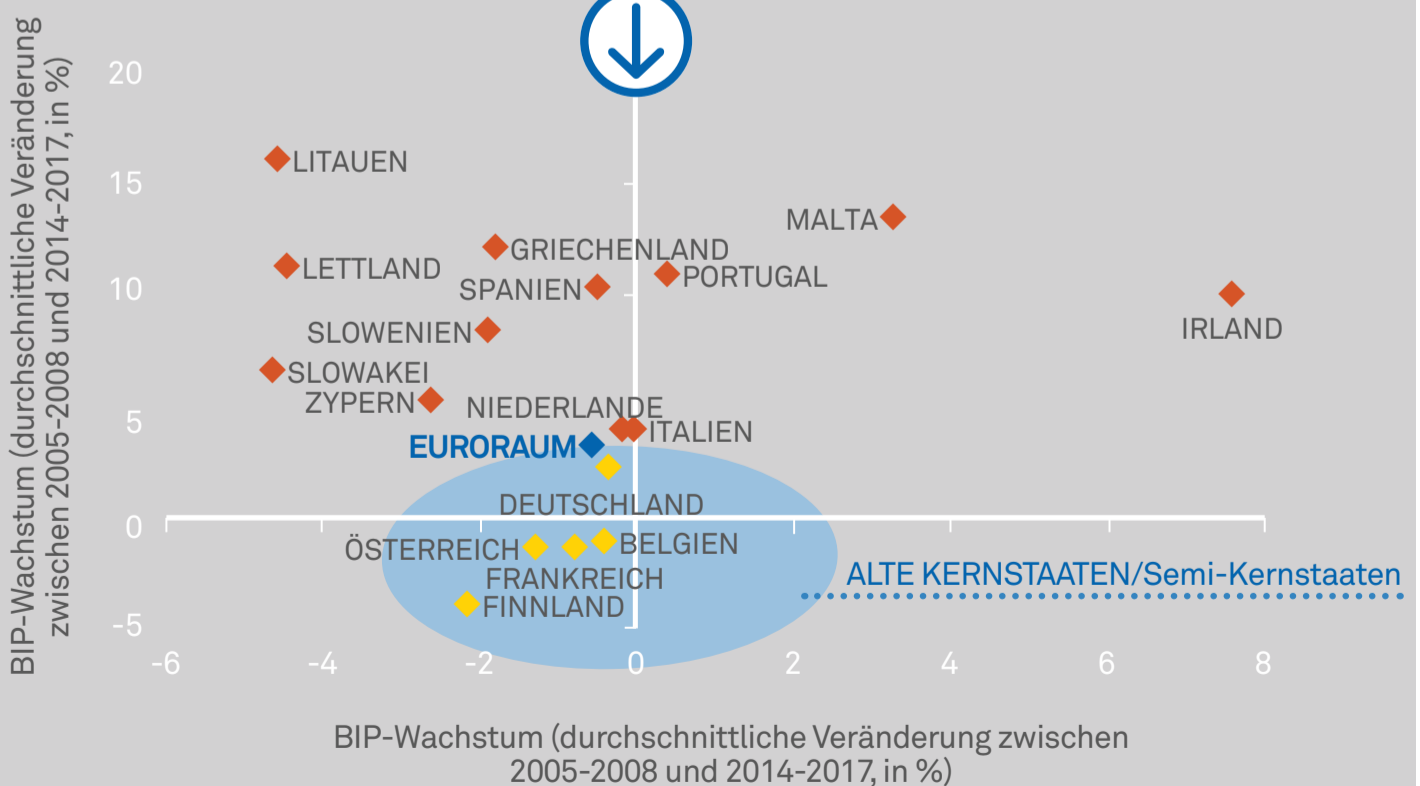 BIP-Wachstum (durchschnittliche Veränderung
zwischen 2005-2008 und 2014-2017, in %)
20
LITAUEN
15
MALTA
GRIECHENLAND
LETTLAND
PORTUGAL
10
SPANIEN
IRLAND
SLOWENIEN
SLOWAKEI
ZYPERN
NIEDERLANDE
5
ITALIEN
EURORAUM
DEUTSCHLAND
0
ÖSTERREICH
BELGIEN
FRANKREICH
ALTE KERNSTAATEN/Semi-Kernstaaten
FINNLAND
-5
-6 -4 -2 0 2 4 6 8
BIP-Wachstum (durchschnittliche Veränderung zwischen
2005-2008 und 2014-2017, in %)